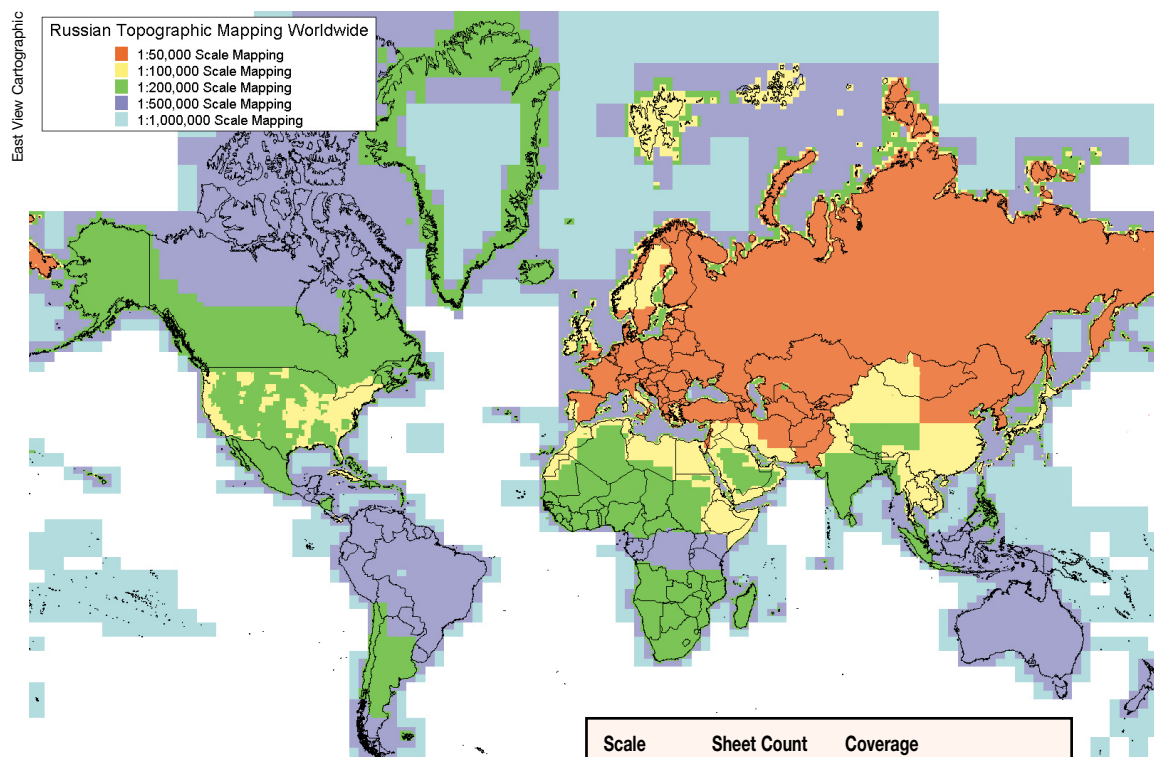 East View Cartographic
Russian Topographic Mapping Worldwide
1:50,000 Scale Mapping
1:100,000 Scale Mapping
1:200,000 Scale Mapping
1:500,000 Scale Mapping
1:1,000,000 Scale Mapping
Scale Sheet Count Coverage